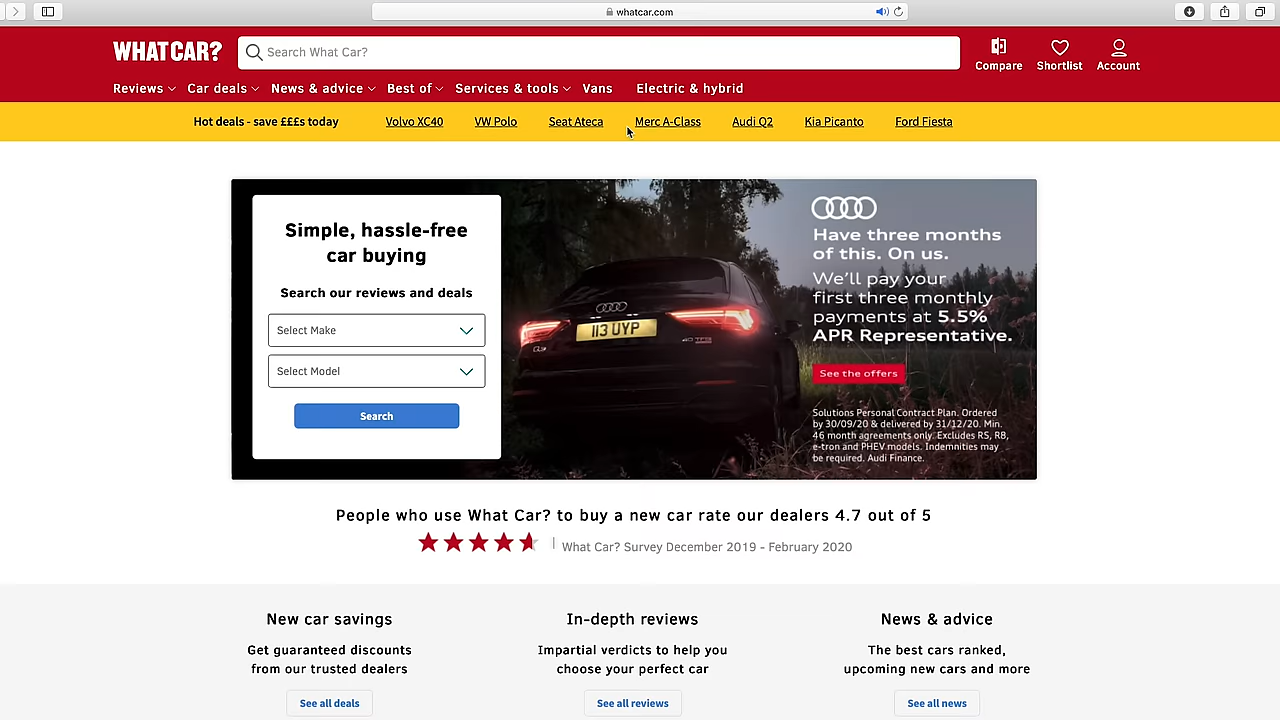 whatcar.com
WHATCAR?
Search What Car?
Compare
Shortlist
Account
Reviews
Car deals
News & advice
Best of
Services & tools
Vans
Electric & hybrid
Hot deals - save £££s today
Volvo XC40
VW Polo
Seat Ateca
Merc A-Class
Audi Q2
Kia Picanto
Ford Fiesta
Simple, hassle-free
car buying
Search our reviews and deals
Select Make
Select Model
Search
113 UYP
Q3
40 TFSI
Have three months
of this. On us.
We'll pay your
first three monthly
payments at 5.5%
APR Representative.
See the offers
Solutions Personal Contract Plan. Ordered
by 30/09/20 & delivered by 31/12/20. Min.
46 month agreements only. Excludes RS, R8,
e-tron and PHEV models. Indemnities may
be required. Audi Finance.
People who use What Car? to buy a new car rate our dealers 4.7 out of 5
What Car? Survey December 2019 - February 2020
New car savings
Get guaranteed discounts
from our trusted dealers
See all deals
In-depth reviews
Impartial verdicts to help you
choose your perfect car
See all reviews
News & advice
The best cars ranked,
upcoming new cars and more
See all news